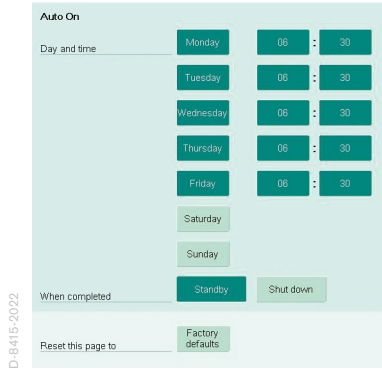 Auto On
Day and time Monday 06 : 30
Tuesday 06 : 30
Wednesday 06 : 30
Thursday 06 : 30
Friday 06 : 30
Saturday
Sunday
When completed Standby Shut down
Reset this page to Factory defaults
D-8415-2022